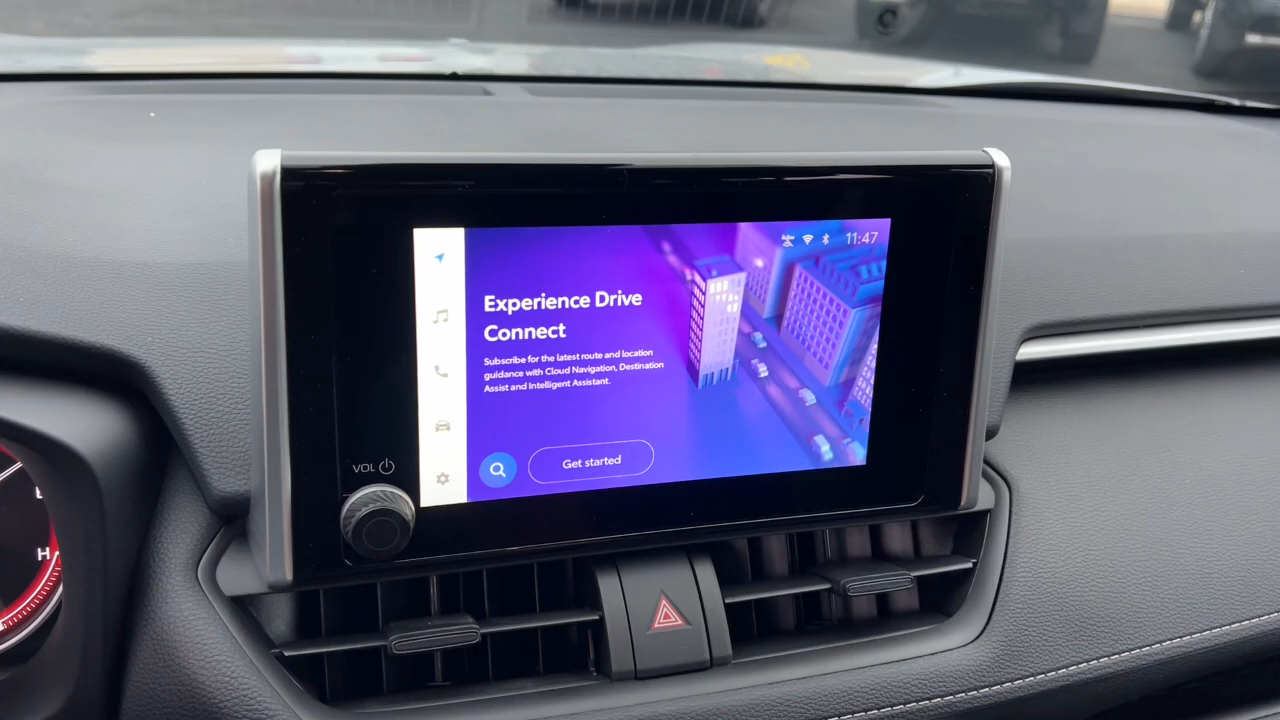 11:47
Experience Drive
Connect
Subscribe for the latest route and location
guidance with Cloud Navigation, Destination
Assist and Intelligent Assistant.
Get started
VOL
H